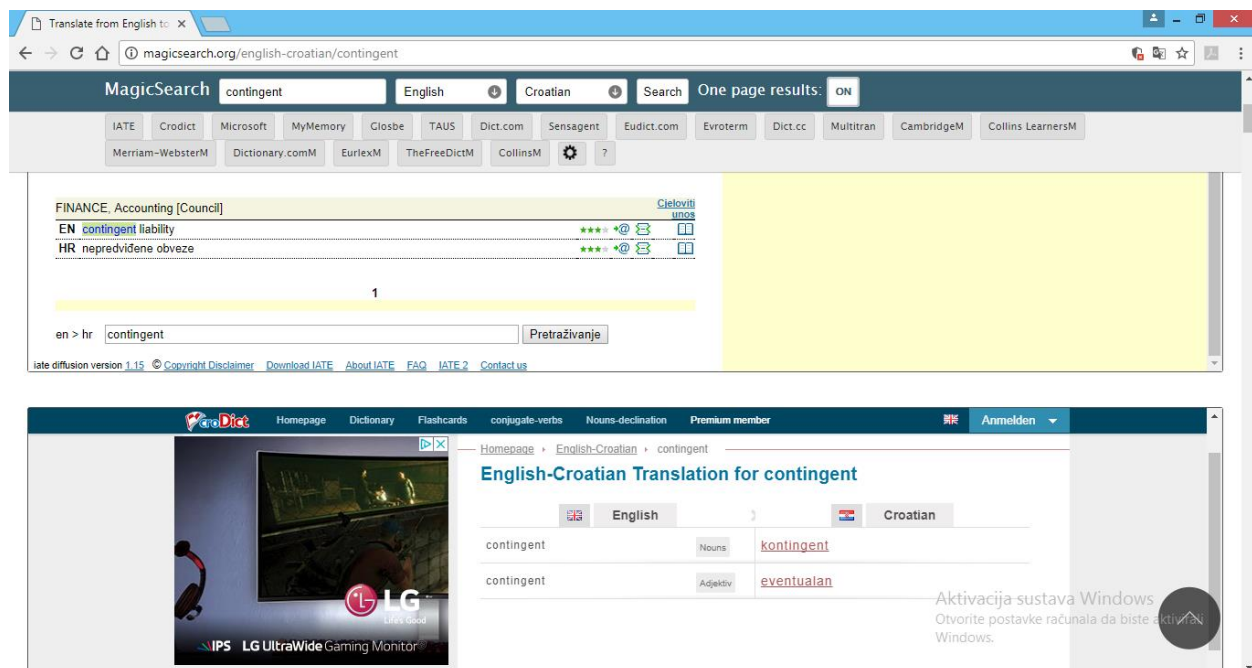 Translate from English to
magicsearch.org/english-croatian/contingent
MagicSearch contingent English Croatian Search One page results: ON
IATE Crodict Microsoft MyMemory Glosbe TAUS Dict.com Sensagent Eudict.com Evroterm Dict.cc Multitran CambridgeM Collins LearnersM
Merriam-WebsterM Dictionary.comM EurlexM TheFreeDictM CollinsM ?
FINANCE, Accounting [Council] Cjeloviti
unos
EN contingent liability
HR nepredviđene obveze
1
en > hr contingent Pretraživanje
iate diffusion version 1.15 © Copyright Disclaimer Download IATE About IATE FAQ IATE 2 Contact us
CroDict Homepage Dictionary Flashcards conjugate-verbs Nouns-declination Premium member Anmelden
Homepage English-Croatian contingent
English-Croatian Translation for contingent
English Croatian
contingent Nouns kontingent
contingent Adjektiv eventualan
LG
Life's Good
IPS LG UltraWide Gaming Monitor
Aktivacija sustava Windows
Otvorite postavke računala da biste aktivirali
Windows.